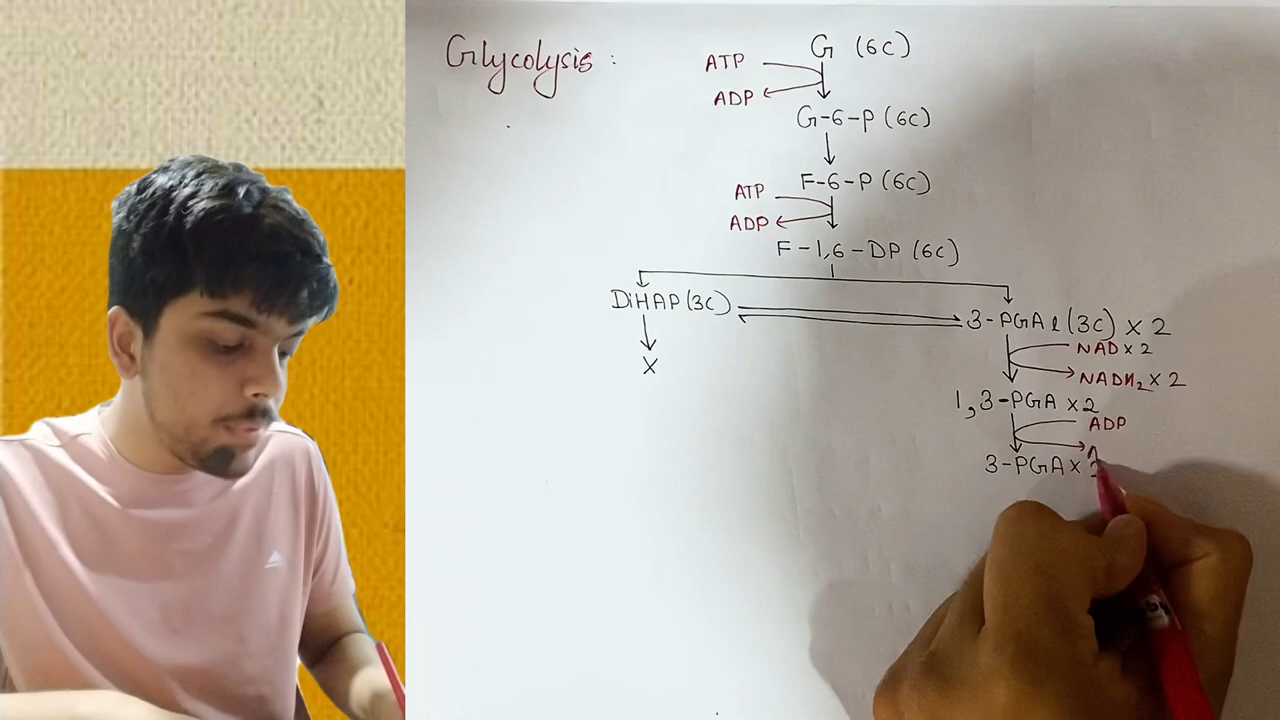 Glycolysis :
G (6C)
ATP
ADP
G-6-P (6C)
F-6-P (6C)
ATP
ADP
F-1,6-DP (6C)
DiHAP (3C)
3-PGAl (3C) x 2
X
NAD x 2
NADH₂ x 2
1,3-PGA x2
ADP
3-PGA x